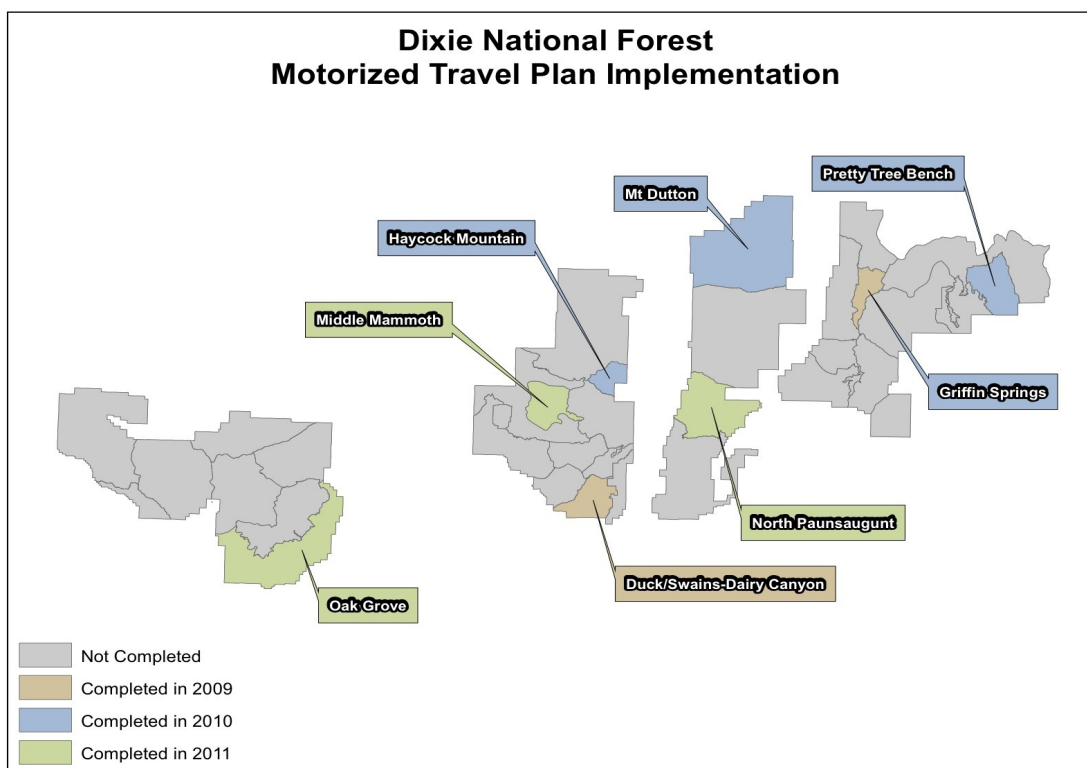 Dixie National Forest
Motorized Travel Plan Implementation
Pretty Tree Bench
Mt Dutton
Haycock Mountain
Middle Mammoth
Griffin Springs
North Paunsaugunt
Duck/Swains-Dairy Canyon
Oak Grove
Not Completed
Completed in 2009
Completed in 2010
Completed in 2011